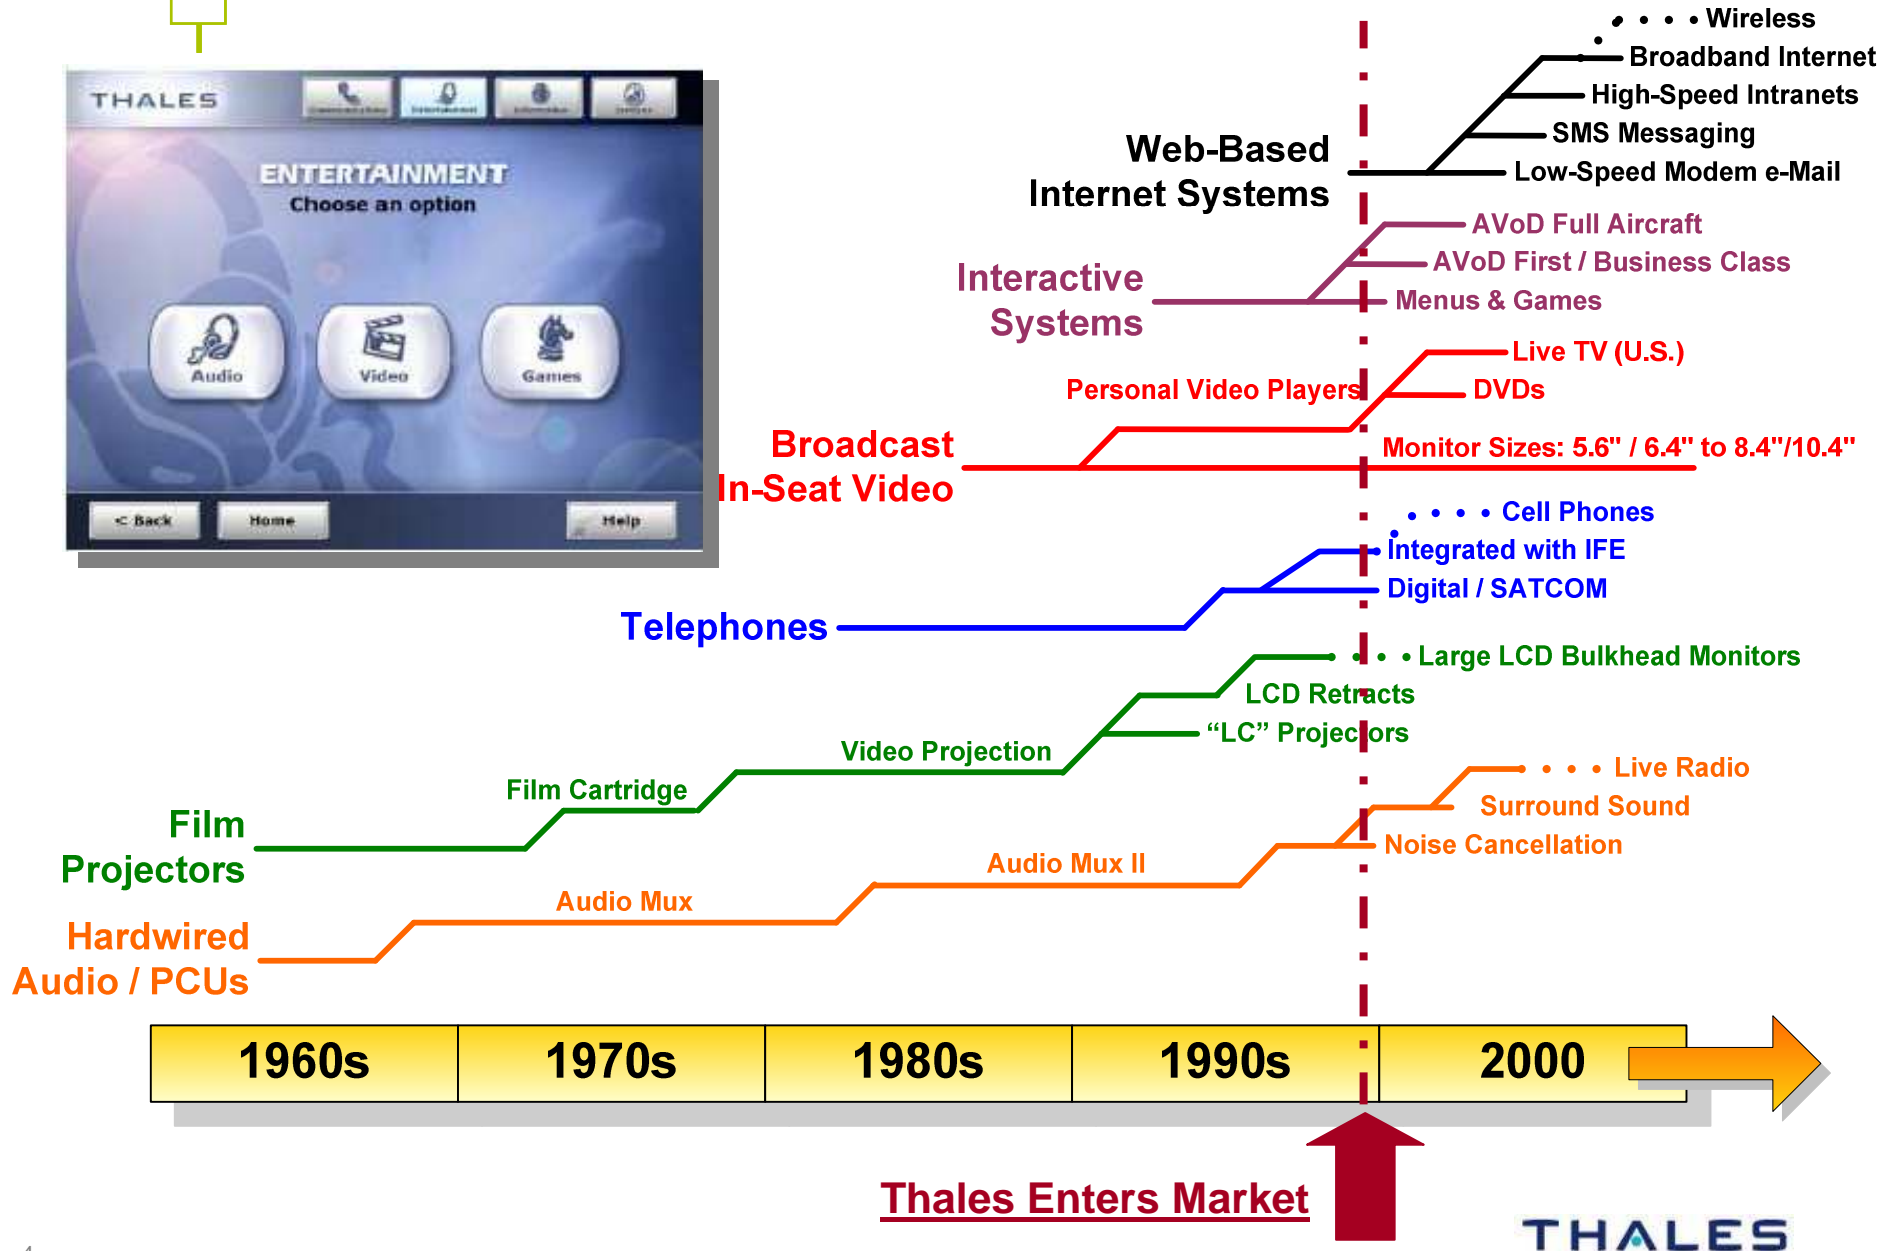 THALES
ENTERTAINMENT
Choose an option
Audio
Video
Games
< Back
Home
Help
Wireless
Broadband Internet
High-Speed Intranets
SMS Messaging
Low-Speed Modem e-Mail
Web-Based
Internet Systems
AVoD Full Aircraft
AVoD First / Business Class
Menus & Games
Interactive
Systems
Live TV (U.S.)
DVDs
Personal Video Players
Monitor Sizes: 5.6" / 6.4" to 8.4"/10.4"
Broadcast
In-Seat Video
Cell Phones
Integrated with IFE
Digital / SATCOM
Telephones
Large LCD Bulkhead Monitors
LCD Retracts
“LC” Projectors
Video Projection
Film Cartridge
Film
Projectors
Live Radio
Surround Sound
Noise Cancellation
Audio Mux II
Audio Mux
Hardwired
Audio / PCUs
1960s
1970s
1980s
1990s
2000
Thales Enters Market
THALES